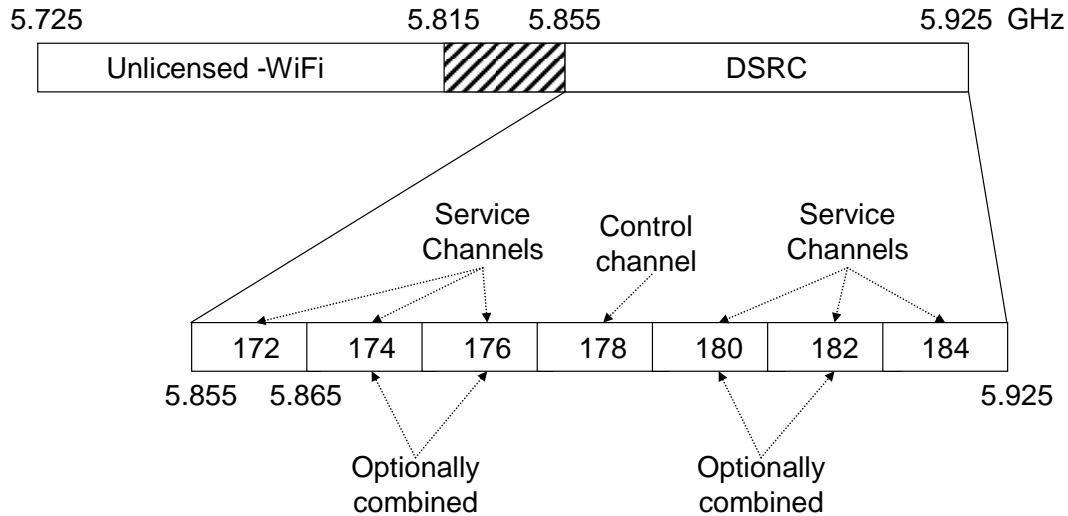 5.725 5.815 5.855 5.925 GHz
Unlicensed -WiFi DSRC
Service
Channels
Control
channel
Service
Channels
172 174 176 178 180 182 184
5.855 5.865 5.925
Optionally
combined
Optionally
combined